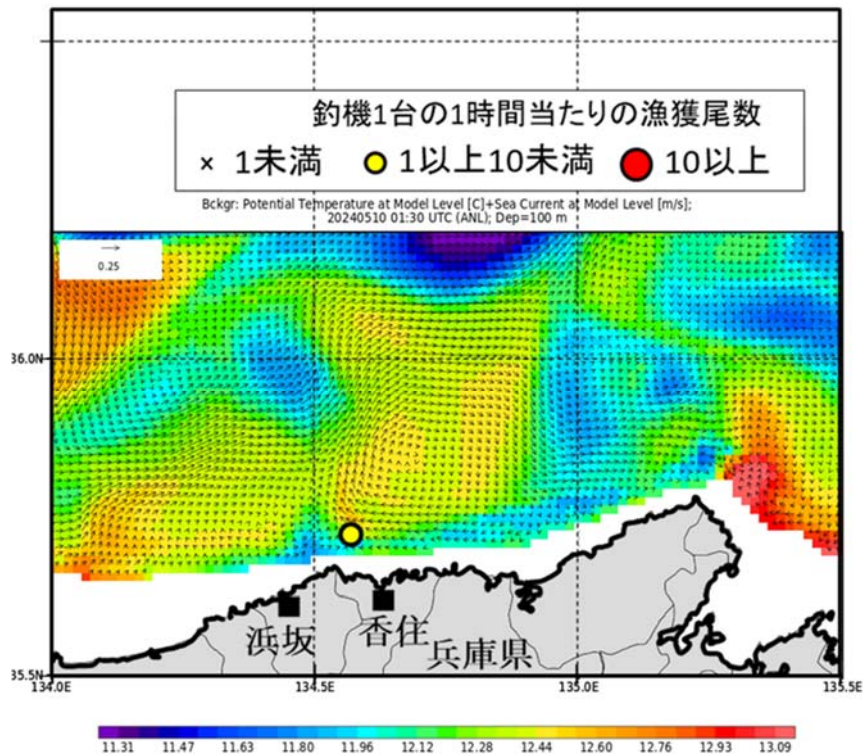 釣機1台の1時間当たりの漁獲尾数
× 1未満 1以上10未満 10以上
Bckgr: Potential Temperature at Model Level [C]+Sea Current at Model Level [m/s];
20240510 01:30 UTC (ANL); Dep=100 m
0.25
36.0N
浜坂 香住 兵庫県
35.5N
134.0E 134.5E 135.0E 135.5E
11.31 11.47 11.63 11.80 11.96 12.12 12.28 12.44 12.60 12.76 12.93 13.09